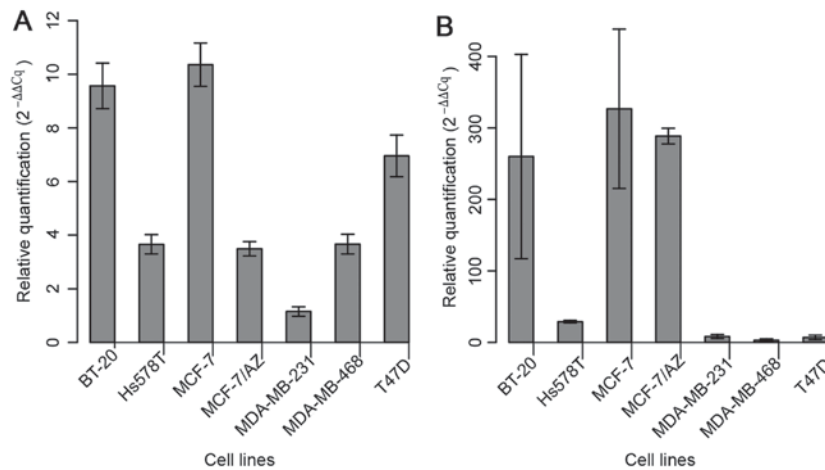 A
Relative quantification (2^-ΔΔCq)
12
10
8
6
4
2
0
BT-20
Hs578T
MCF-7
MCF-7/AZ
MDA-MB-231
MDA-MB-468
T47D
Cell lines
B
Relative quantification (2^-ΔΔCq)
400
300
200
100
0
BT-20
Hs578T
MCF-7
MCF-7/AZ
MDA-MB-231
MDA-MB-468
T47D
Cell lines